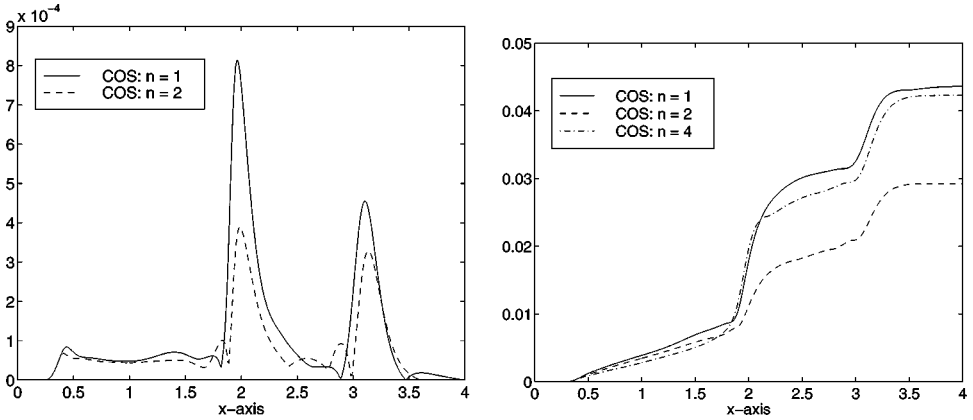 x 10⁻⁴
9
8
7
6
5
4
3
2
1
0
0 0.5 1 1.5 2 2.5 3 3.5 4
x-axis
COS: n = 1
COS: n = 2
0.05
0.04
0.03
0.02
0.01
0
0 0.5 1 1.5 2 2.5 3 3.5 4
x-axis
COS: n = 1
COS: n = 2
COS: n = 4